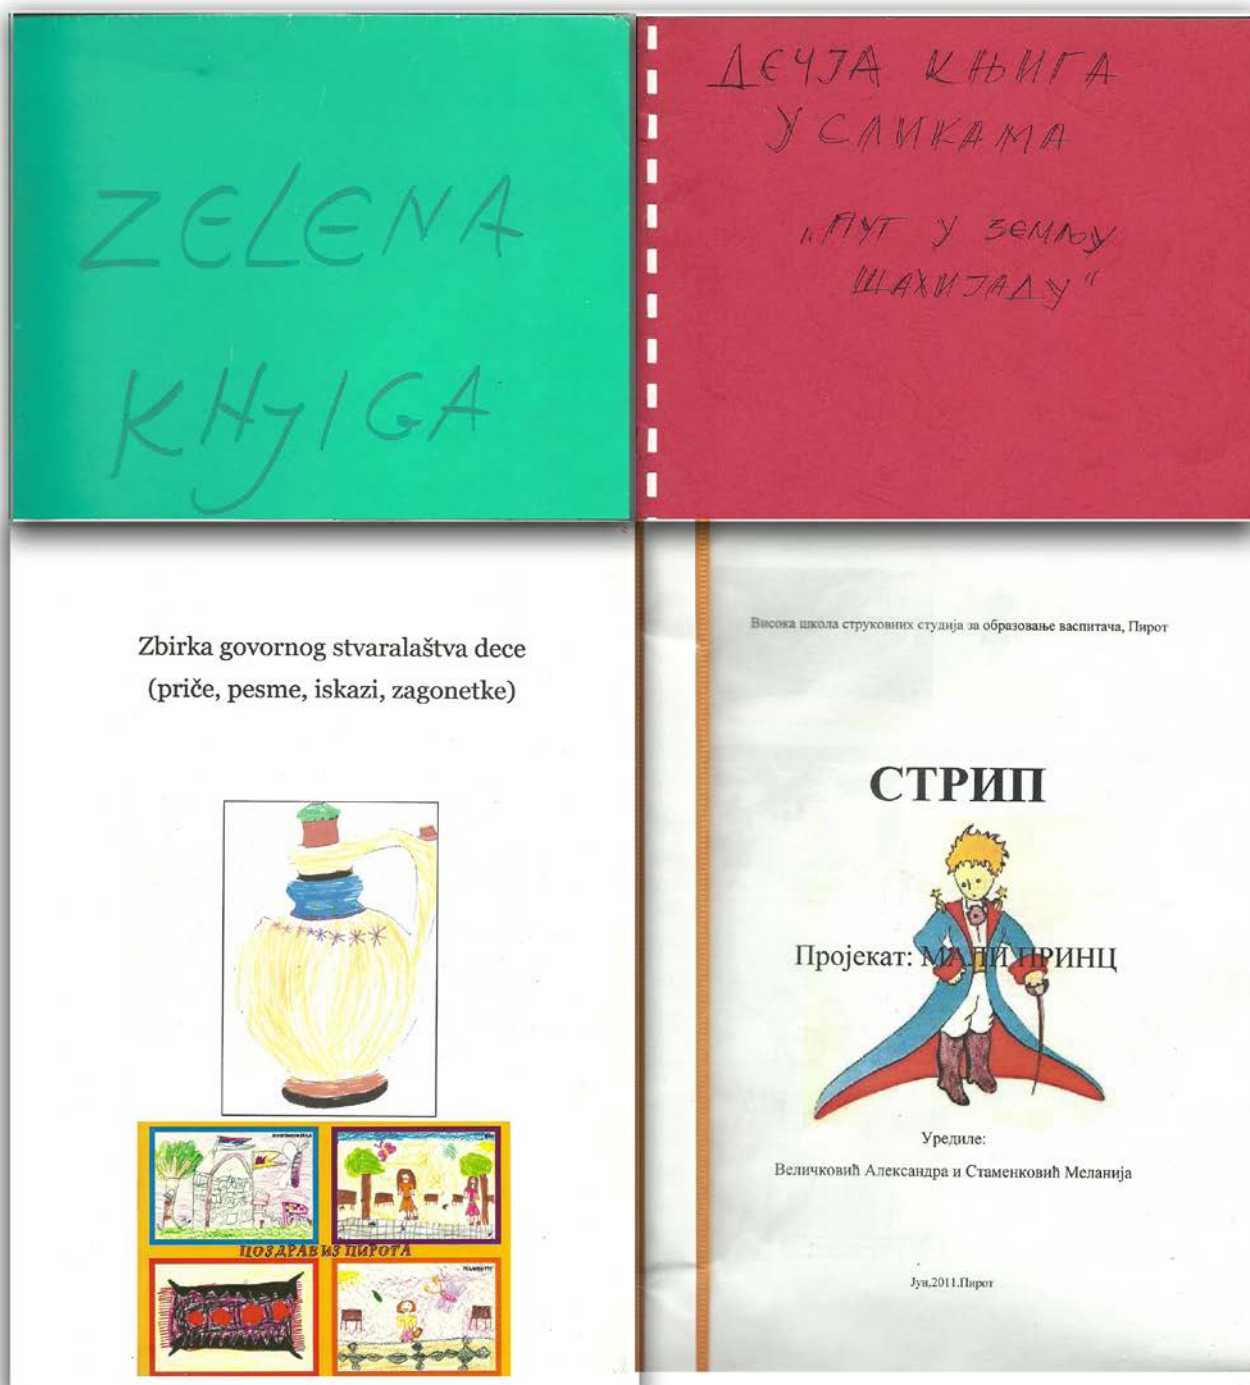 ZELENA
KHyIGA
ДЕЧЈА КЊИГА
У СЛИКАМА
„ПУТ У ЗЕМЉУ
ШАХИЈАДУ“
Zbirka govornog stvaralaštva dece
(priče, pesme, iskazi, zagonetke)
ПОЗДРАВ ИЗ ПИРОТА
Висока школа струковних студија за образовање васпитача, Пирот
СТРИП
Пројекат: МАЛИ ПРИНЦ
Уредиле:
Величковић Александра и Стаменковић Меланија
Јун,2011.Пирот